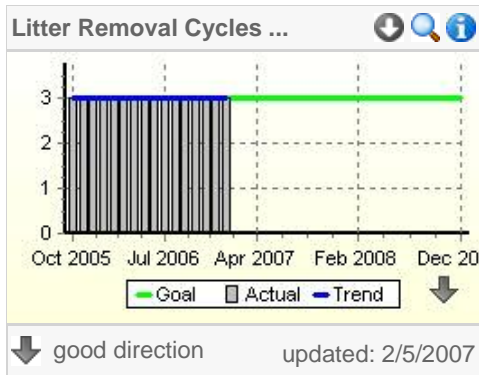 Litter Removal Cycles ...
3
2
1
0
Oct 2005 Jul 2006 Apr 2007 Feb 2008 Dec 20
Goal Actual Trend
good direction updated: 2/5/2007